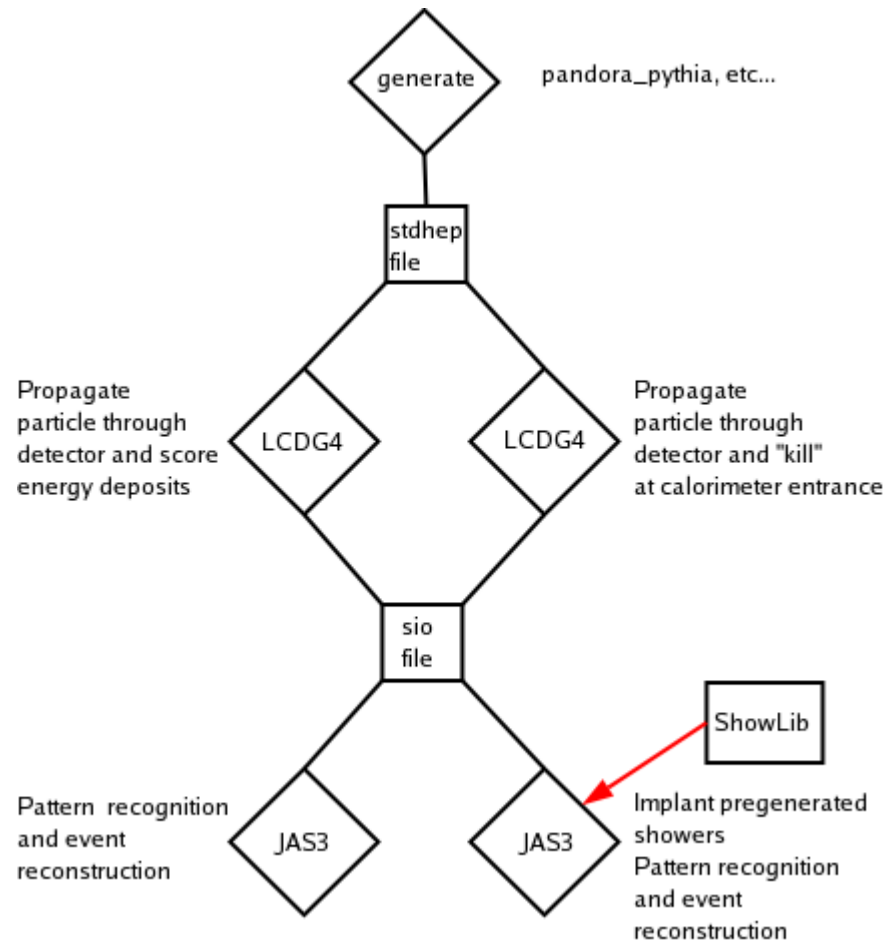 generate
pandora_pythia, etc...
stdhep
file
Propagate
particle through
detector and score
energy deposits
LCDG4
LCDG4
Propagate
particle through
detector and "kill"
at calorimeter entrance
sio
file
ShowLib
Pattern recognition
and event
reconstruction
JAS3
JAS3
Implant pregenerated
showers
Pattern recognition
and event
reconstruction